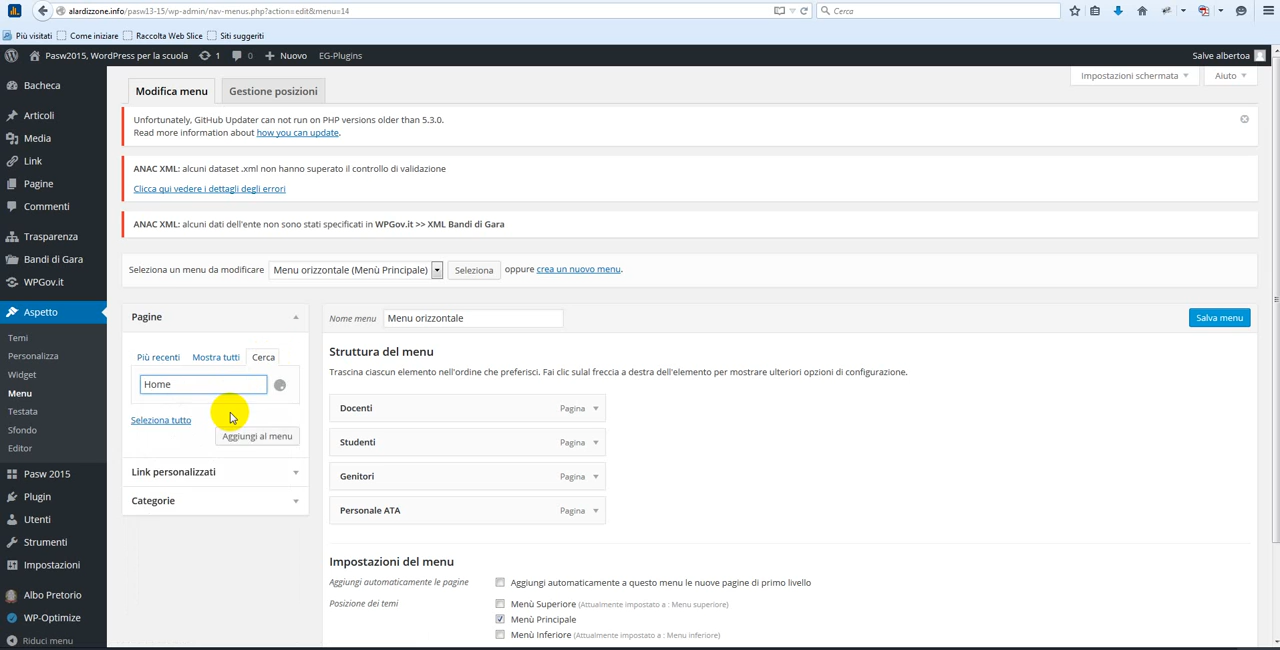 alardizzone.info/pasw13-15/wp-admin/nav-menus.php?action=edit&menu=14
Cerca
Più visitati Come iniziare Raccolta Web Slice Siti suggeriti
Pasw2015, WordPress per la scuola 1 0 Nuovo EG-Plugins Salve albertoa
Modifica menu Gestione posizioni Impostazioni schermata Aiuto
Bacheca
Articoli
Media
Link
Pagine
Commenti
Trasparenza
Bandi di Gara
WPGov.it
Aspetto
Temi
Personalizza
Widget
Menu
Testata
Sfondo
Editor
Pasw 2015
Plugin
Utenti
Strumenti
Impostazioni
Albo Pretorio
WP-Optimize
Riduci menu
Unfortunately, GitHub Updater can not run on PHP versions older than 5.3.0.
Read more information about how you can update.
ANAC XML: alcuni dataset .xml non hanno superato il controllo di validazione
Clicca qui vedere i dettagli degli errori
ANAC XML: alcuni dati dell'ente non sono stati specificati in WPGov.it >> XML Bandi di Gara
Seleziona un menu da modificare Menu orizzontale (Menù Principale) Seleziona oppure crea un nuovo menu.
Pagine
Più recenti Mostra tutti Cerca
Home
Seleziona tutto
Aggiungi al menu
Link personalizzati
Categorie
Nome menu Menu orizzontale Salva menu
Struttura del menu
Trascina ciascun elemento nell'ordine che preferisci. Fai clic sulal freccia a destra dell'elemento per mostrare ulteriori opzioni di configurazione.
Docenti Pagina
Studenti Pagina
Genitori Pagina
Personale ATA Pagina
Impostazioni del menu
Aggiungi automaticamente le pagine Aggiungi automaticamente a questo menu le nuove pagine di primo livello
Posizione dei temi Menù Superiore (Attualmente impostato a : Menu superiore)
Menù Principale
Menù Inferiore (Attualmente impostato a : Menu inferiore)